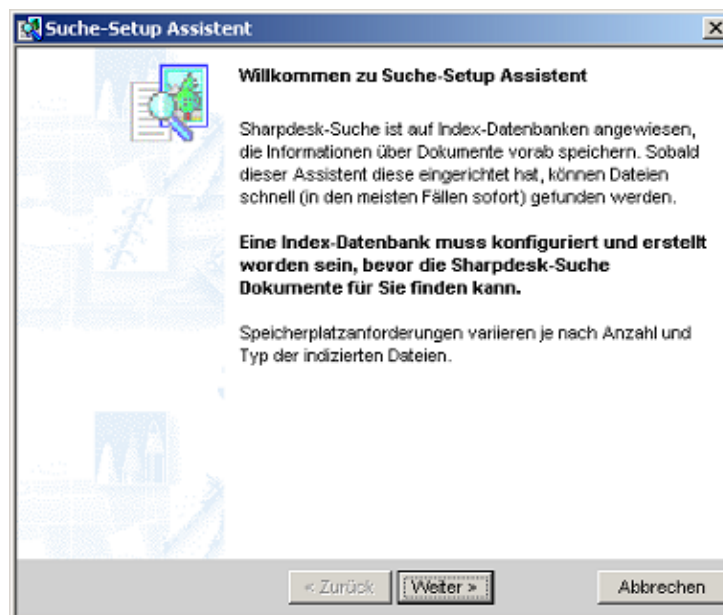 Suche-Setup Assistent
Willkommen zu Suche-Setup Assistent
Sharpdesk-Suche ist auf Index-Datenbanken angewiesen,
die Informationen über Dokumente vorab speichern. Sobald
dieser Assistent diese eingerichtet hat, können Dateien
schnell (in den meisten Fällen sofort) gefunden werden.
Eine Index-Datenbank muss konfiguriert und erstellt
worden sein, bevor die Sharpdesk-Suche
Dokumente für Sie finden kann.
Speicherplatzanforderungen variieren je nach Anzahl und
Typ der indizierten Dateien.
< Zurück Weiter > Abbrechen